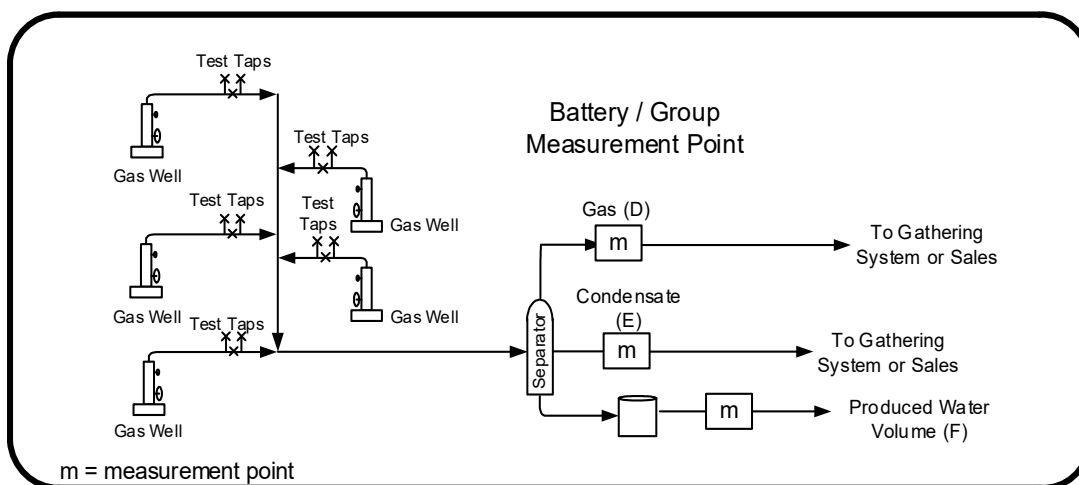 Test Taps
Gas Well
Battery / Group
Measurement Point
Test Taps
Gas Well
Test Taps
Gas Well
Test
Taps
Gas Well
Test Taps
Gas Well
Gas (D)
m
To Gathering
System or Sales
Condensate
(E)
m
To Gathering
System or Sales
Separator
m
Produced Water
Volume (F)
m = measurement point